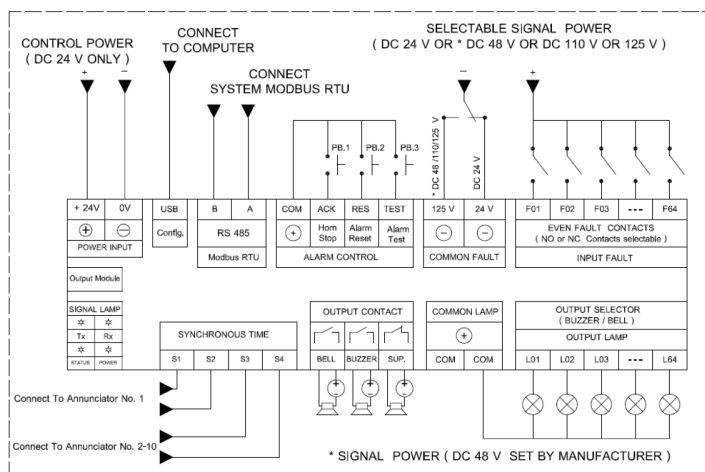 CONTROL POWER
( DC 24 V ONLY )
+ −
CONNECT
TO COMPUTER
CONNECT
SYSTEM MODBUS RTU
SELECTABLE SIGNAL POWER
( DC 24 V OR * DC 48 V OR DC 110 V OR 125 V )
− +
PB.1 PB.2 PB.3
* DC 48 /110/125 V
DC 24 V
+ 24V 0V
+ −
POWER INPUT
USB
Config.
B A
RS 485
Modbus RTU
COM ACK RES TEST
+ Horn Alarm Alarm
Stop Reset Test
ALARM CONTROL
125 V 24 V
− −
COMMON FAULT
F01 F02 F03 --- F64
EVEN FAULT CONTACTS
( NO or NC Contacts selectable )
INPUT FAULT
Output Module
SIGNAL LAMP
Tx Rx
STATUS POWER
SYNCHRONOUS TIME
S1 S2 S3 S4
OUTPUT CONTACT
BELL BUZZER SUP.
COMMON LAMP
+
COM COM
OUTPUT SELECTOR
( BUZZER / BELL )
OUTPUT LAMP
L01 L02 L03 --- L64
Connect To Annunciator No. 1
Connect To Annunciator No. 2-10
* SIGNAL POWER ( DC 48 V SET BY MANUFACTURER )